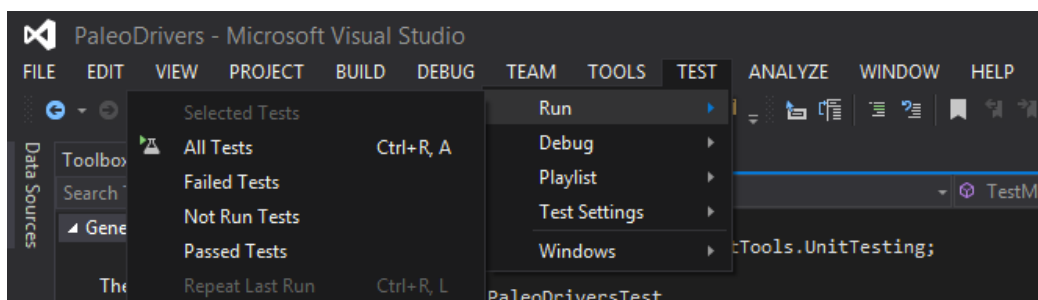 PaleoDrivers - Microsoft Visual Studio
FILE EDIT VIEW PROJECT BUILD DEBUG TEAM TOOLS TEST ANALYZE WINDOW HELP
Data Sources
Toolbox
Search
Gene
The
Selected Tests
All Tests Ctrl+R, A
Failed Tests
Not Run Tests
Passed Tests
Repeat Last Run Ctrl+R, L
Run
Debug
Playlist
Test Settings
Windows
TestM
tTools.UnitTesting;
PaleoDriversTest